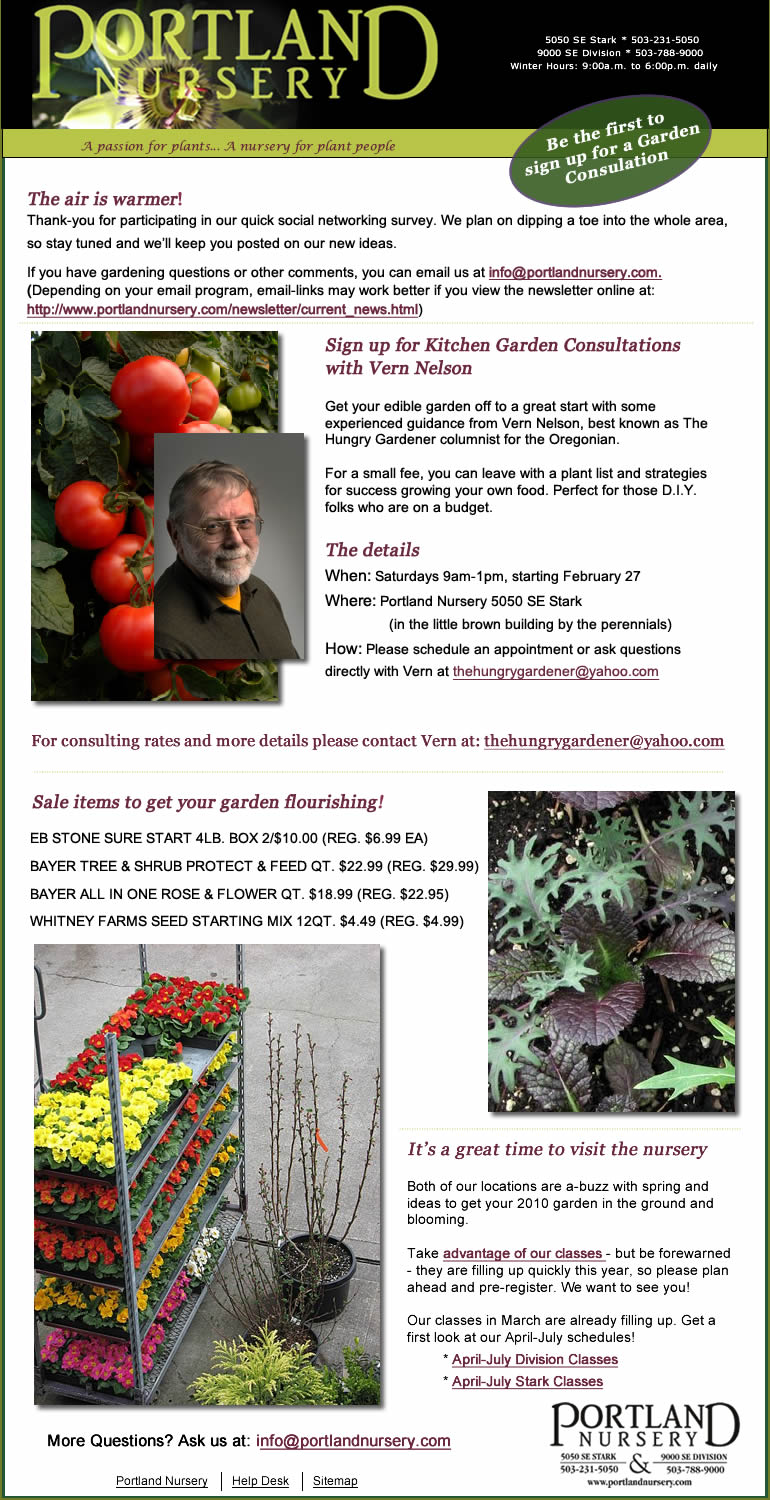 PORTLAND
NURSERY
5050 SE Stark * 503-231-5050
9000 SE Division * 503-788-9000
Winter Hours: 9:00a.m. to 6:00p.m. daily
A passion for plants... A nursery for plant people
Be the first to
sign up for a Garden
Consulation
The air is warmer!
Thank-you for participating in our quick social networking survey. We plan on dipping a toe into the whole area,
so stay tuned and we'll keep you posted on our new ideas.
If you have gardening questions or other comments, you can email us at info@portlandnursery.com.
(Depending on your email program, email-links may work better if you view the newsletter online at:
http://www.portlandnursery.com/newsletter/current_news.html)
Sign up for Kitchen Garden Consultations
with Vern Nelson
Get your edible garden off to a great start with some
experienced guidance from Vern Nelson, best known as The
Hungry Gardener columnist for the Oregonian.
For a small fee, you can leave with a plant list and strategies
for success growing your own food. Perfect for those D.I.Y.
folks who are on a budget.
The details
When: Saturdays 9am-1pm, starting February 27
Where: Portland Nursery 5050 SE Stark
(in the little brown building by the perennials)
How: Please schedule an appointment or ask questions
directly with Vern at thehungrygardener@yahoo.com
For consulting rates and more details please contact Vern at: thehungrygardener@yahoo.com
Sale items to get your garden flourishing!
EB STONE SURE START 4LB. BOX 2/$10.00 (REG. $6.99 EA)
BAYER TREE & SHRUB PROTECT & FEED QT. $22.99 (REG. $29.99)
BAYER ALL IN ONE ROSE & FLOWER QT. $18.99 (REG. $22.95)
WHITNEY FARMS SEED STARTING MIX 12QT. $4.49 (REG. $4.99)
It's a great time to visit the nursery
Both of our locations are a-buzz with spring and
ideas to get your 2010 garden in the ground and
blooming.
Take advantage of our classes - but be forewarned
- they are filling up quickly this year, so please plan
ahead and pre-register. We want to see you!
Our classes in March are already filling up. Get a
first look at our April-July schedules!
* April-July Division Classes
* April-July Stark Classes
PORTLAND
NURSERY
5050 SE STARK & 9000 SE DIVISION
503-231-5050 503-788-9000
www.portlandnursery.com
More Questions? Ask us at: info@portlandnursery.com
Portland Nursery | Help Desk | Sitemap